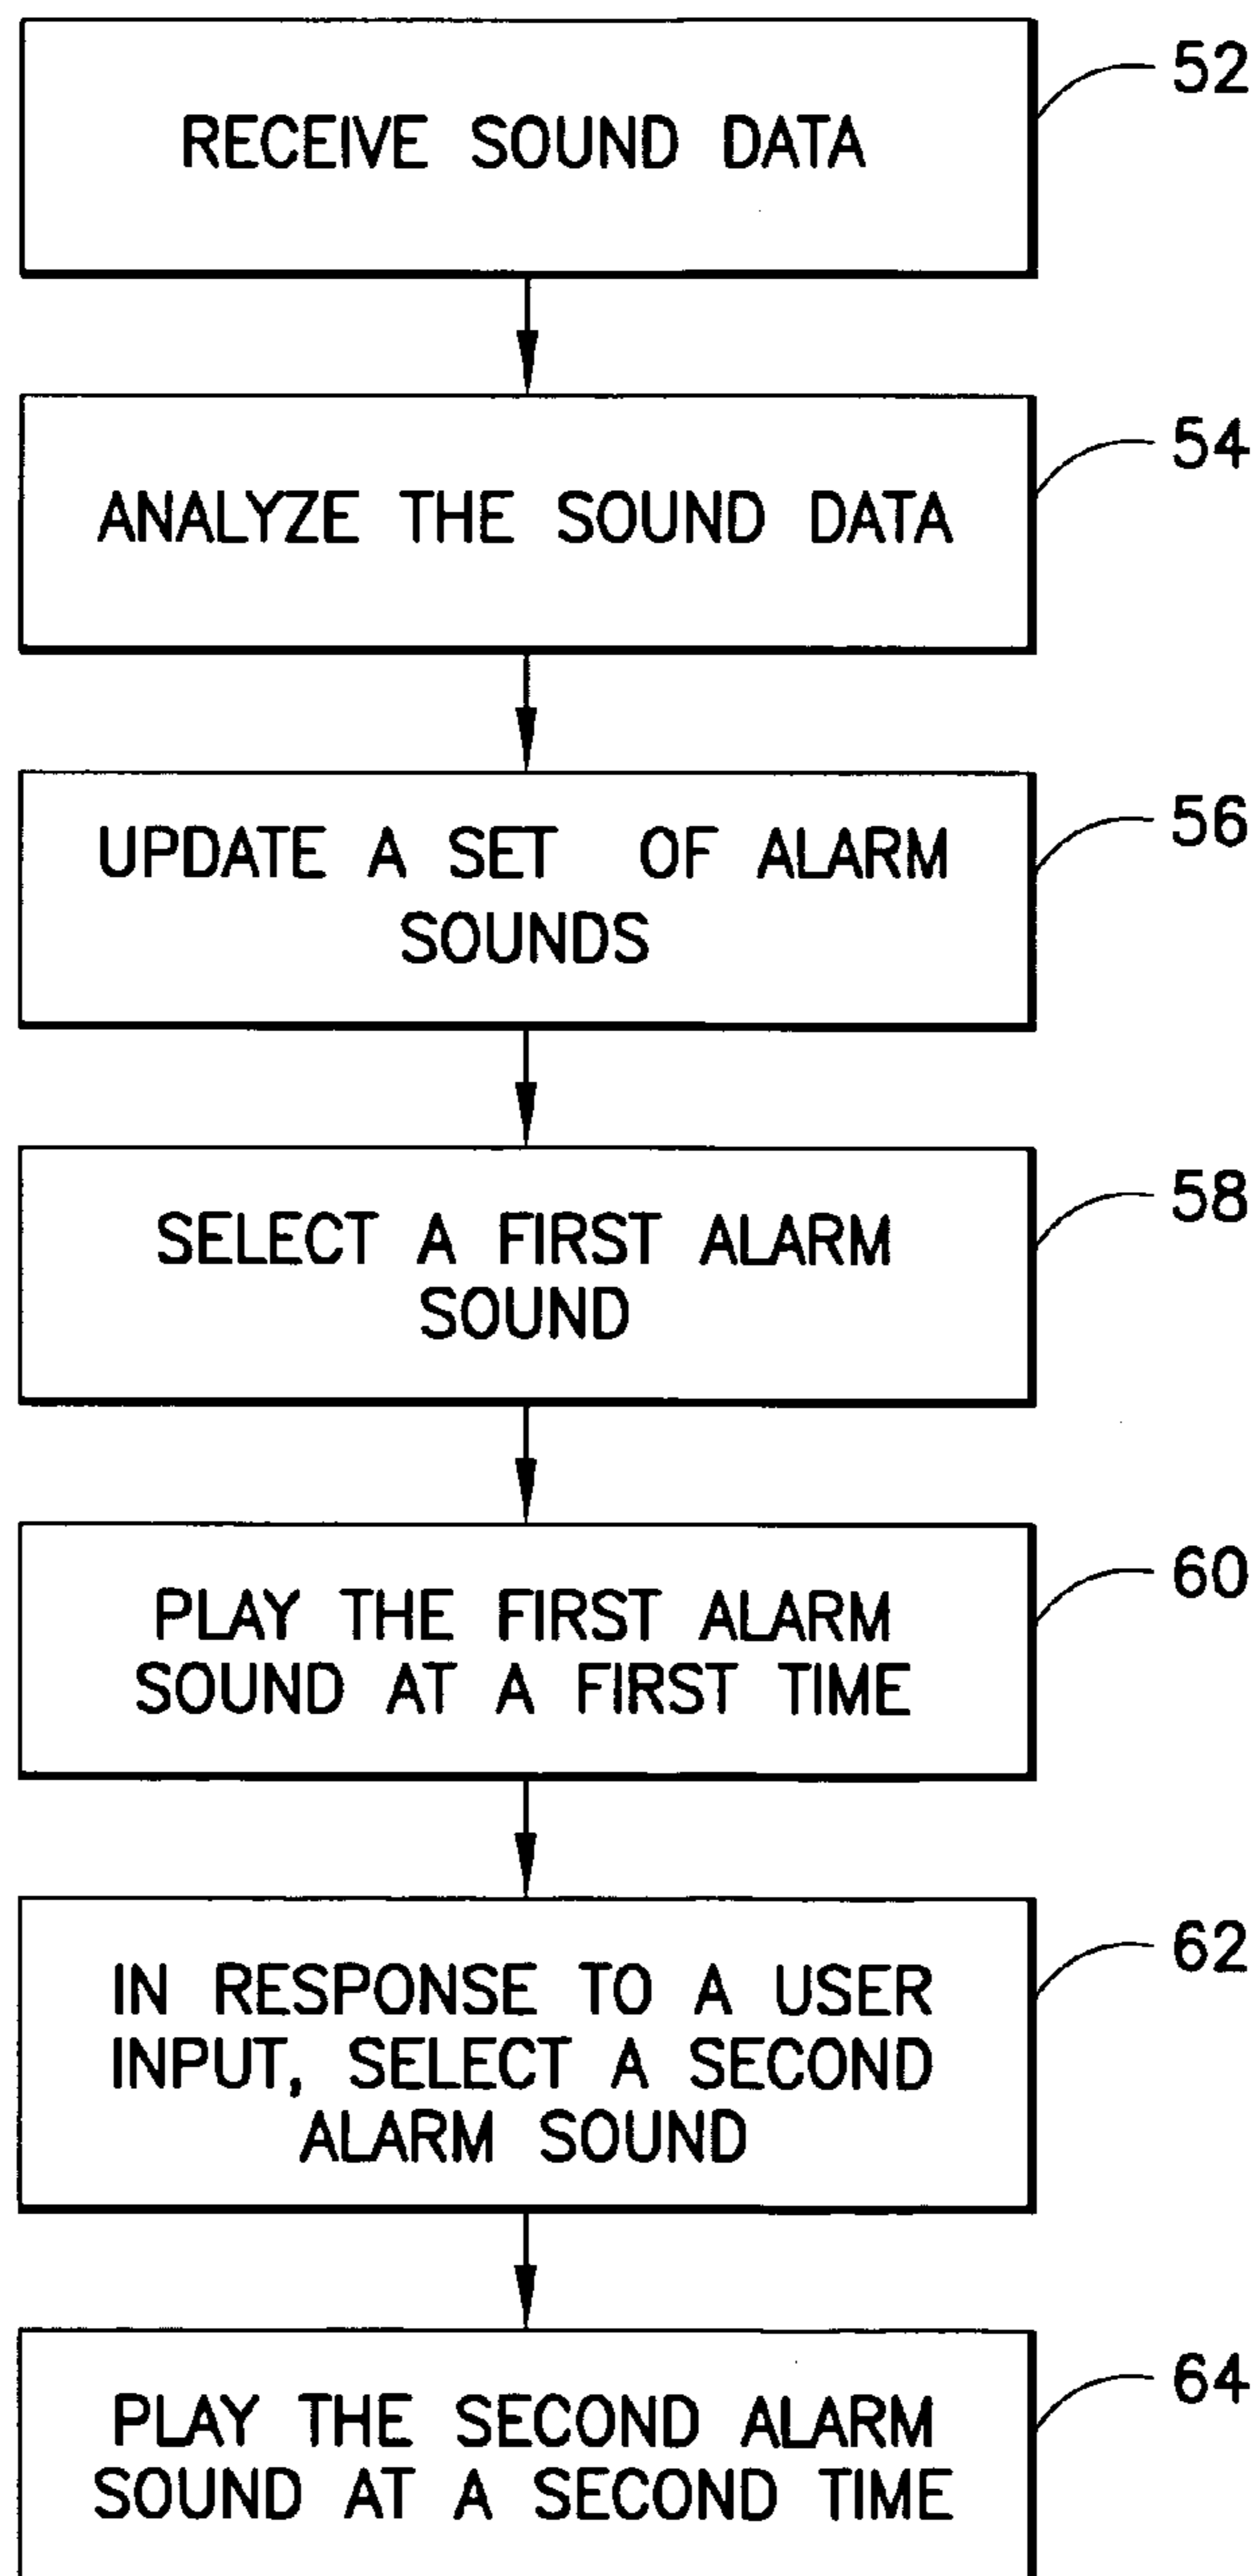 RECEIVE SOUND DATA
52
ANALYZE THE SOUND DATA
54
UPDATE A SET OF ALARM
SOUNDS
56
SELECT A FIRST ALARM
SOUND
58
PLAY THE FIRST ALARM
SOUND AT A FIRST TIME
60
IN RESPONSE TO A USER
INPUT, SELECT A SECOND
ALARM SOUND
62
PLAY THE SECOND ALARM
SOUND AT A SECOND TIME
64